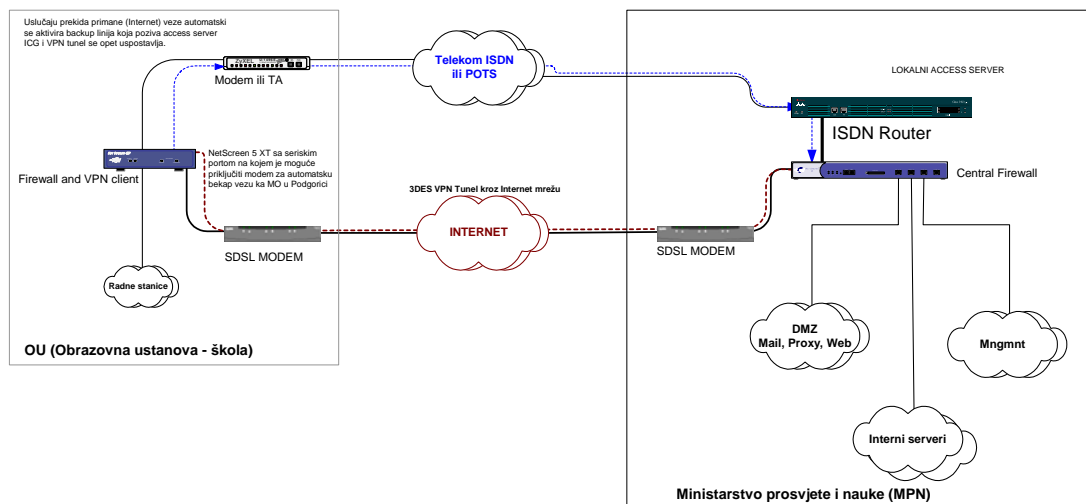 Uslučaju prekida primane (Internet) veze automatski
se aktivira backup linija koja poziva access server
ICG i VPN tunel se opet uspostavlja.
ZyXEL
Modem ili TA
Telekom ISDN
ili POTS
LOKALNI ACCESS SERVER
ISDN Router
NetScreen 5 XT sa seriskim
portom na kojem je moguće
priključiti modem za automatsku
bekap vezu ka MO u Podgorici
Firewall and VPN client
Central Firewall
3DES VPN Tunel kroz Internet mrežu
INTERNET
SDSL MODEM
SDSL MODEM
Radne stanice
DMZ
Mail, Proxy, Web
Mngmnt
OU (Obrazovna ustanova - škola)
Interni serveri
Ministarstvo prosvjete i nauke (MPN)